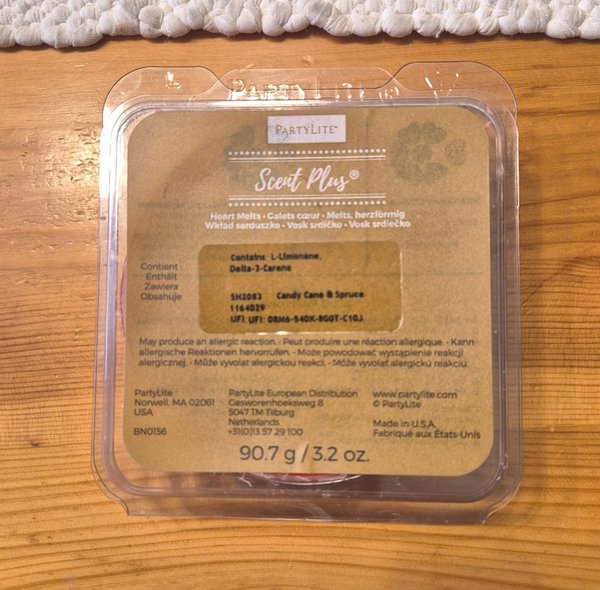 PARTYLITE
PARTYLITE®
Scent Plus®
Heart Melts • Galets cœur • Melts, herzförmig
Wkład serduszko • Vosk srdíčko • Vosk srdiečko
Contient
Enthält
Zawiera
Obsahuje
Contains: L-Limonene,
Delta-3-Carene
SH2083 Candy Cane & Spruce
1164029
UFI: UFI: 0RM6-540K-8G0T-C10J
May produce an allergic reaction. • Peut produire une réaction allergique. • Kann
allergische Reaktionen hervorrufen. • Może powodować wystąpienie reakcji
alergicznej. • Může vyvolat alergickou reakci. • Môže vyvolať alergickú reakciu.
PartyLite
Norwell, MA 02061
USA
BN0156
PartyLite European Distribution
Gesworenhoekseweg 8
5047 TM Tilburg
Netherlands
+31(0)13 57 29 100
www.partylite.com
© PartyLite
Made in U.S.A.
Fabriqué aux États-Unis
90.7 g / 3.2 oz.